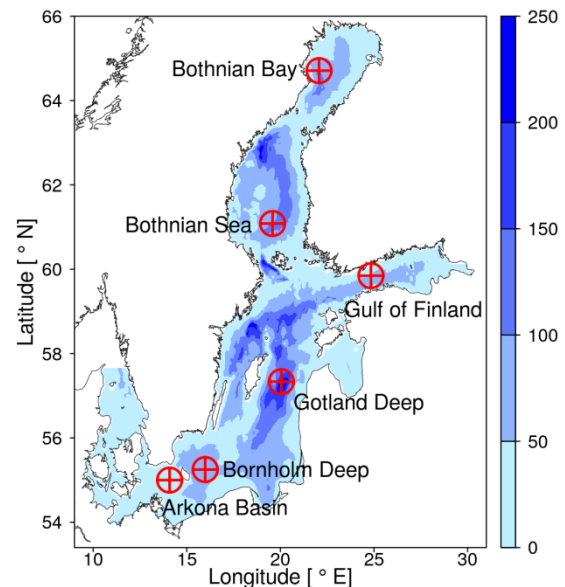 66
64
62
60
58
56
54
Latitude [ ° N]
10
15
20
25
30
Longitude [ ° E]
Bothnian Bay
Bothnian Sea
Gulf of Finland
Gotland Deep
Bornholm Deep
Arkona Basin
250
200
150
100
50
0